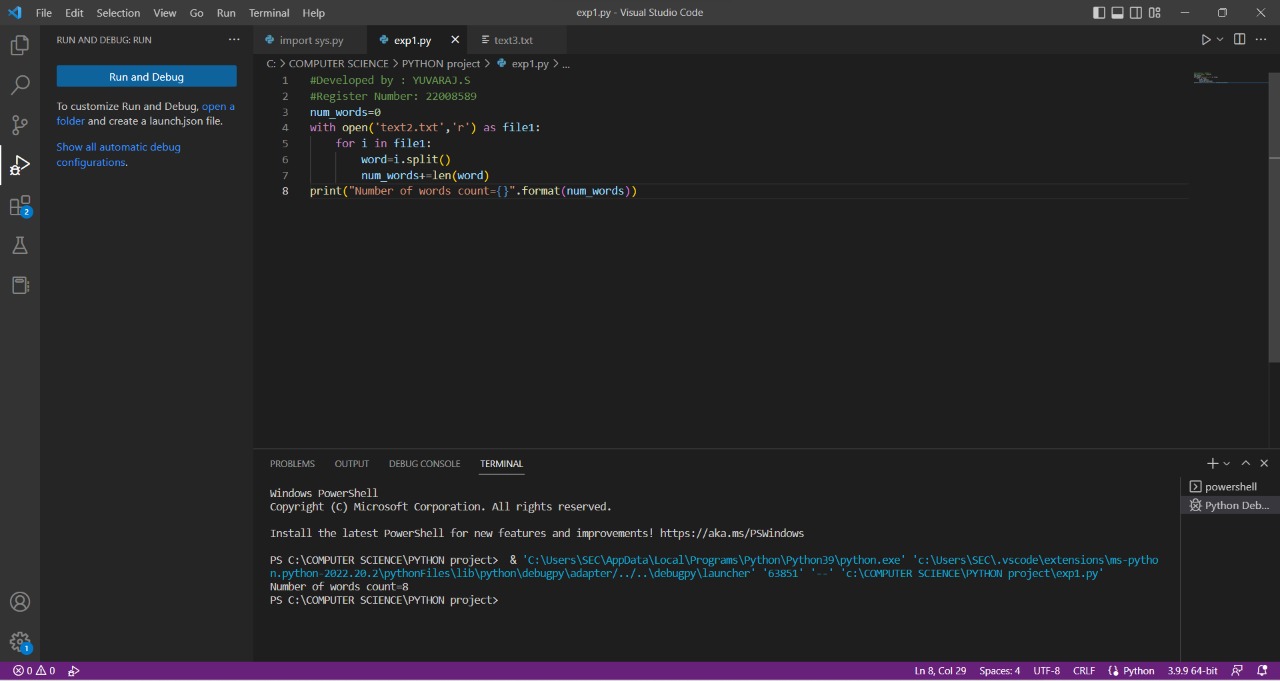 File Edit Selection View Go Run Terminal Help
exp1.py - Visual Studio Code
RUN AND DEBUG: RUN
Run and Debug
To customize Run and Debug, open a
folder and create a launch.json file.
Show all automatic debug
configurations.
2
1
import sys.py
exp1.py
text3.txt
C: > COMPUTER SCIENCE > PYTHON project > exp1.py > ...
1 #Developed by : YUVARAJ.S
2 #Register Number: 22008589
3 num_words=0
4 with open('text2.txt','r') as file1:
5 for i in file1:
6 word=i.split()
7 num_words+=len(word)
8 print("Number of words count={}".format(num_words))
PROBLEMS OUTPUT DEBUG CONSOLE TERMINAL
Windows PowerShell
Copyright (C) Microsoft Corporation. All rights reserved.
Install the latest PowerShell for new features and improvements! https://aka.ms/PSWindows
PS C:\COMPUTER SCIENCE\PYTHON project> & 'C:\Users\SEC\AppData\Local\Programs\Python\Python39\python.exe' 'c:\Users\SEC\.vscode\extensions\ms-pytho
n.python-2022.20.2\pythonFiles\lib\python\debugpy\adapter/../..\debugpy\launcher' '63851' '--' 'c:\COMPUTER SCIENCE\PYTHON project\exp1.py'
Number of words count=8
PS C:\COMPUTER SCIENCE\PYTHON project>
powershell
Python Deb...
0 0
Ln 8, Col 29 Spaces: 4 UTF-8 CRLF Python 3.9.9 64-bit